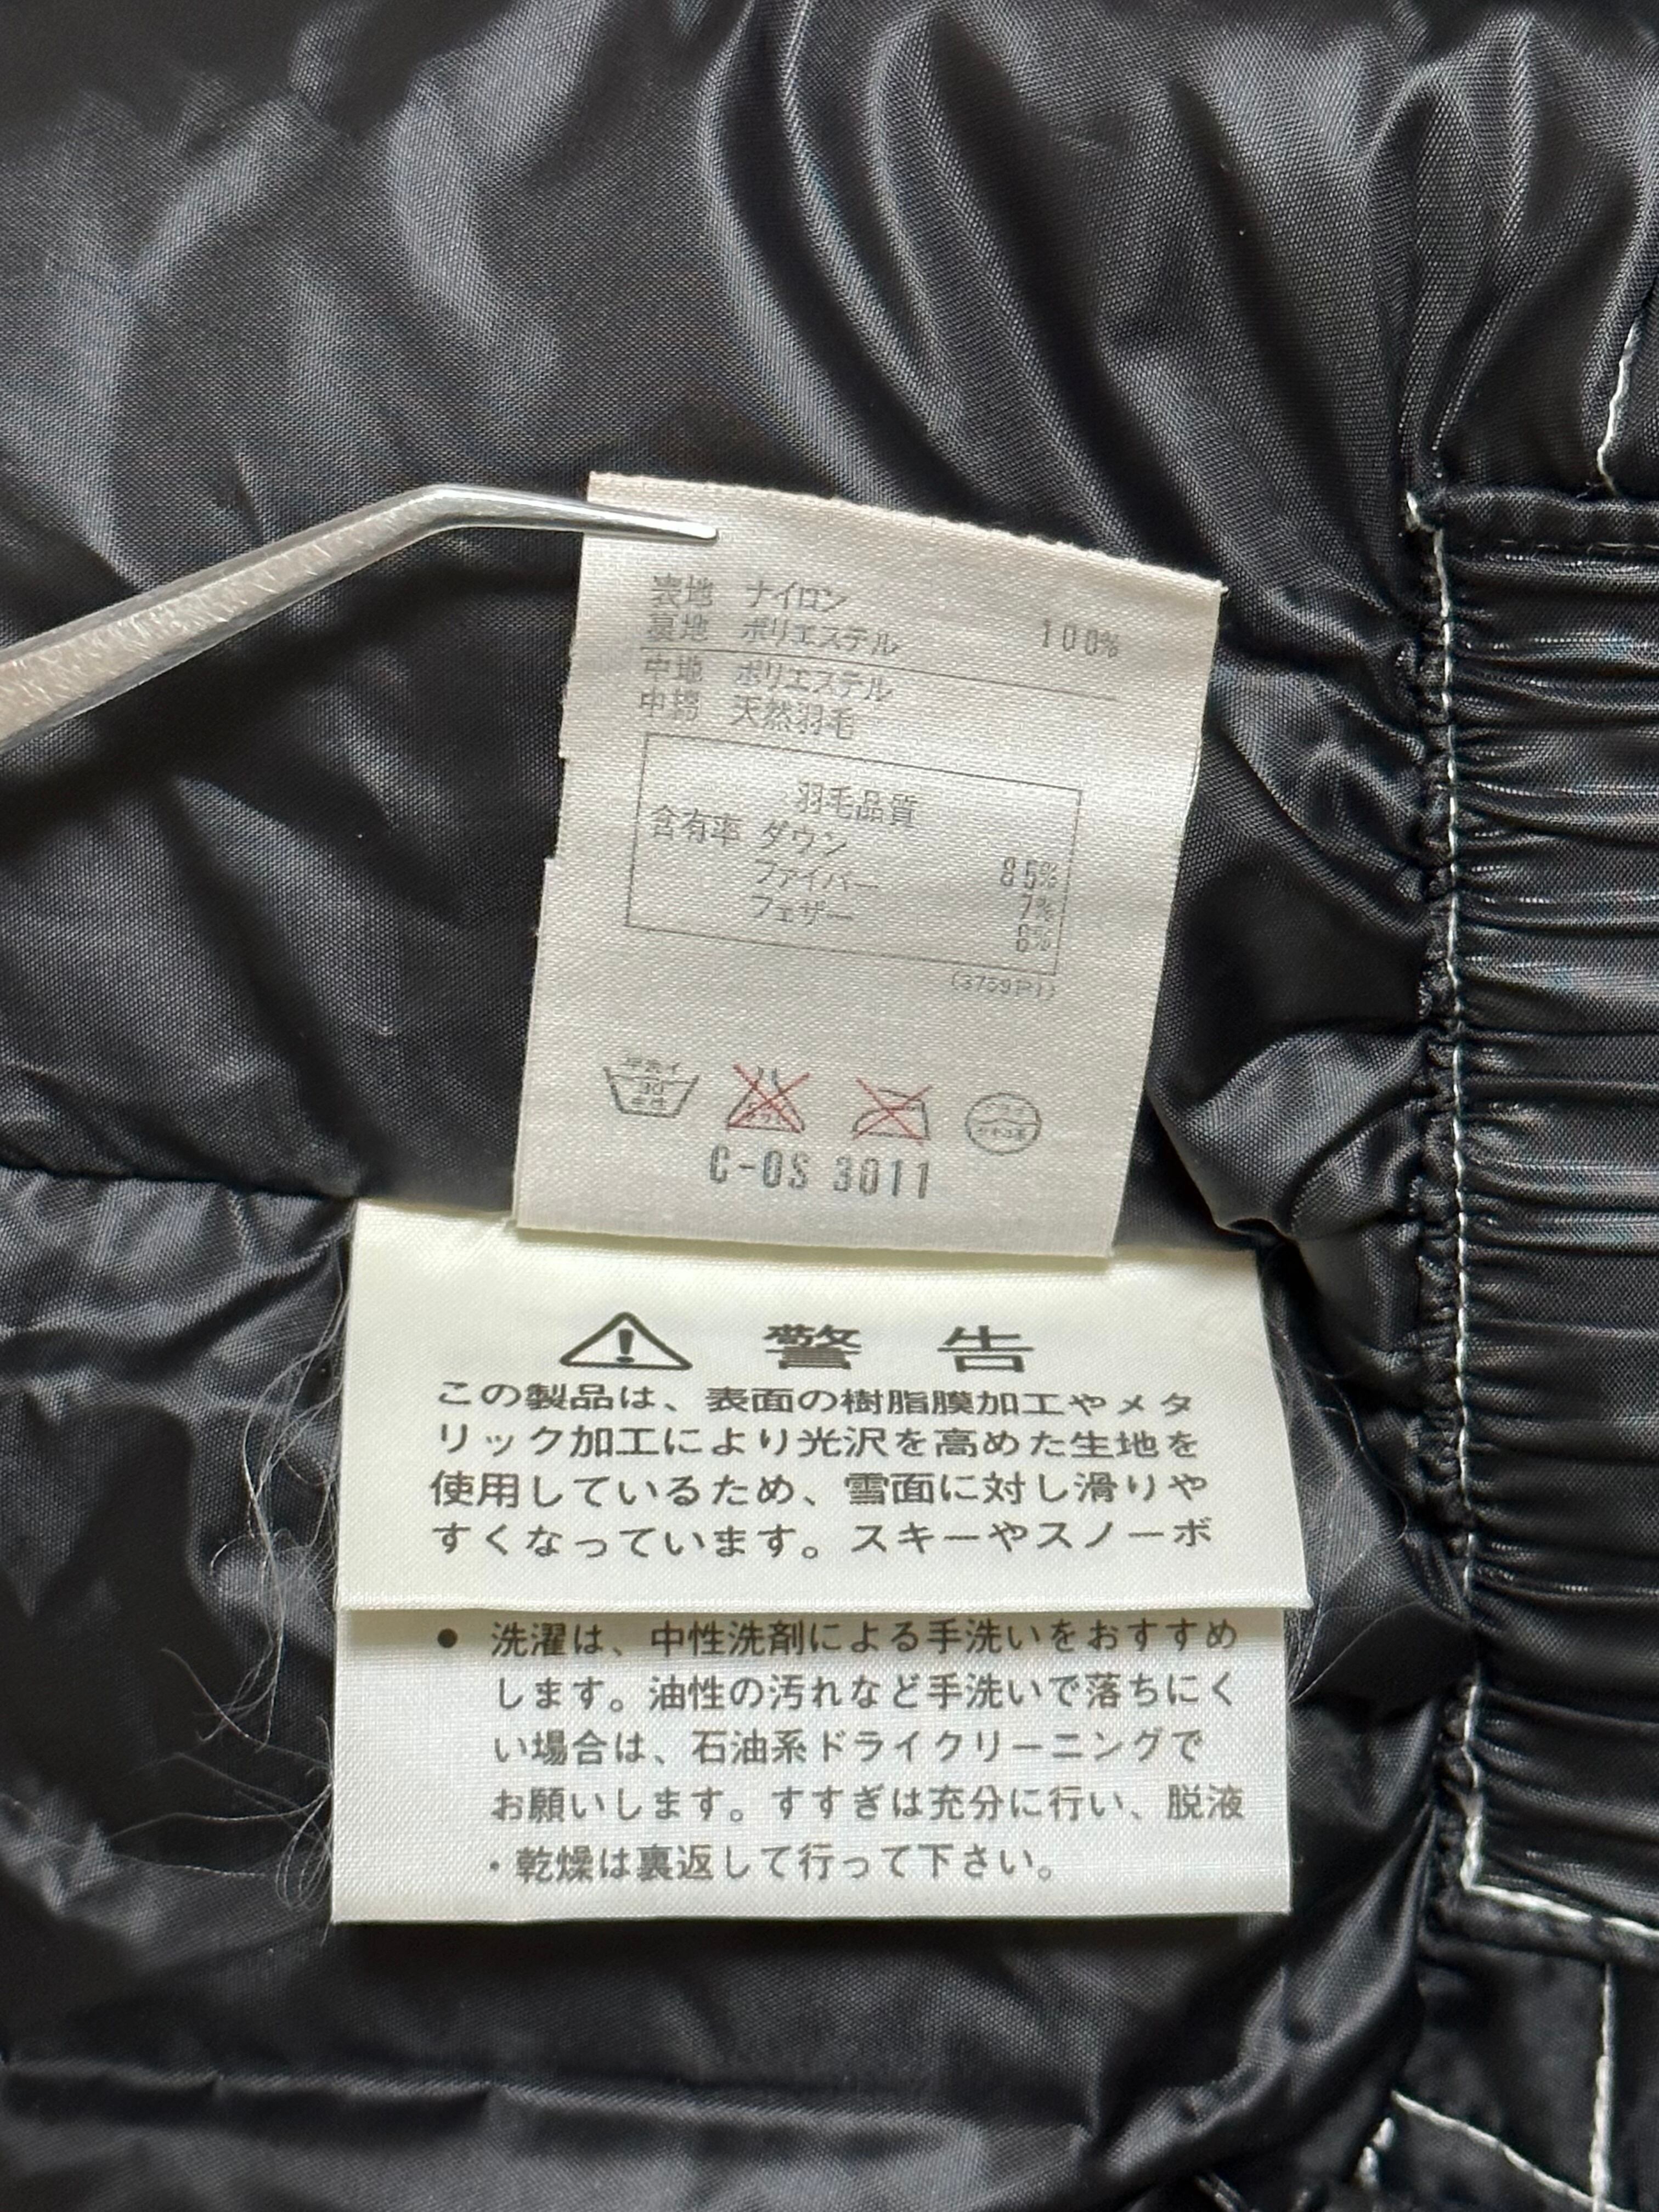 表地 ナイロン
裏地 ポリエステル 100%
中地 ポリエステル
中綿 天然羽毛
羽毛品質
含有率 ダウン 85%
ファイバー 7%
フェザー 8%
手洗イ
30
中性
C-OS 3011
警告
この製品は、表面の樹脂膜加工やメタ
リック加工により光沢を高めた生地を
使用しているため、雪面に対し滑りや
すくなっています。スキーやスノーボ
● 洗濯は、中性洗剤による手洗いをおすすめ
します。油性の汚れなど手洗いで落ちにく
い場合は、石油系ドライクリーニングで
お願いします。すすぎは充分に行い、脱液
・乾燥は裏返して行って下さい。